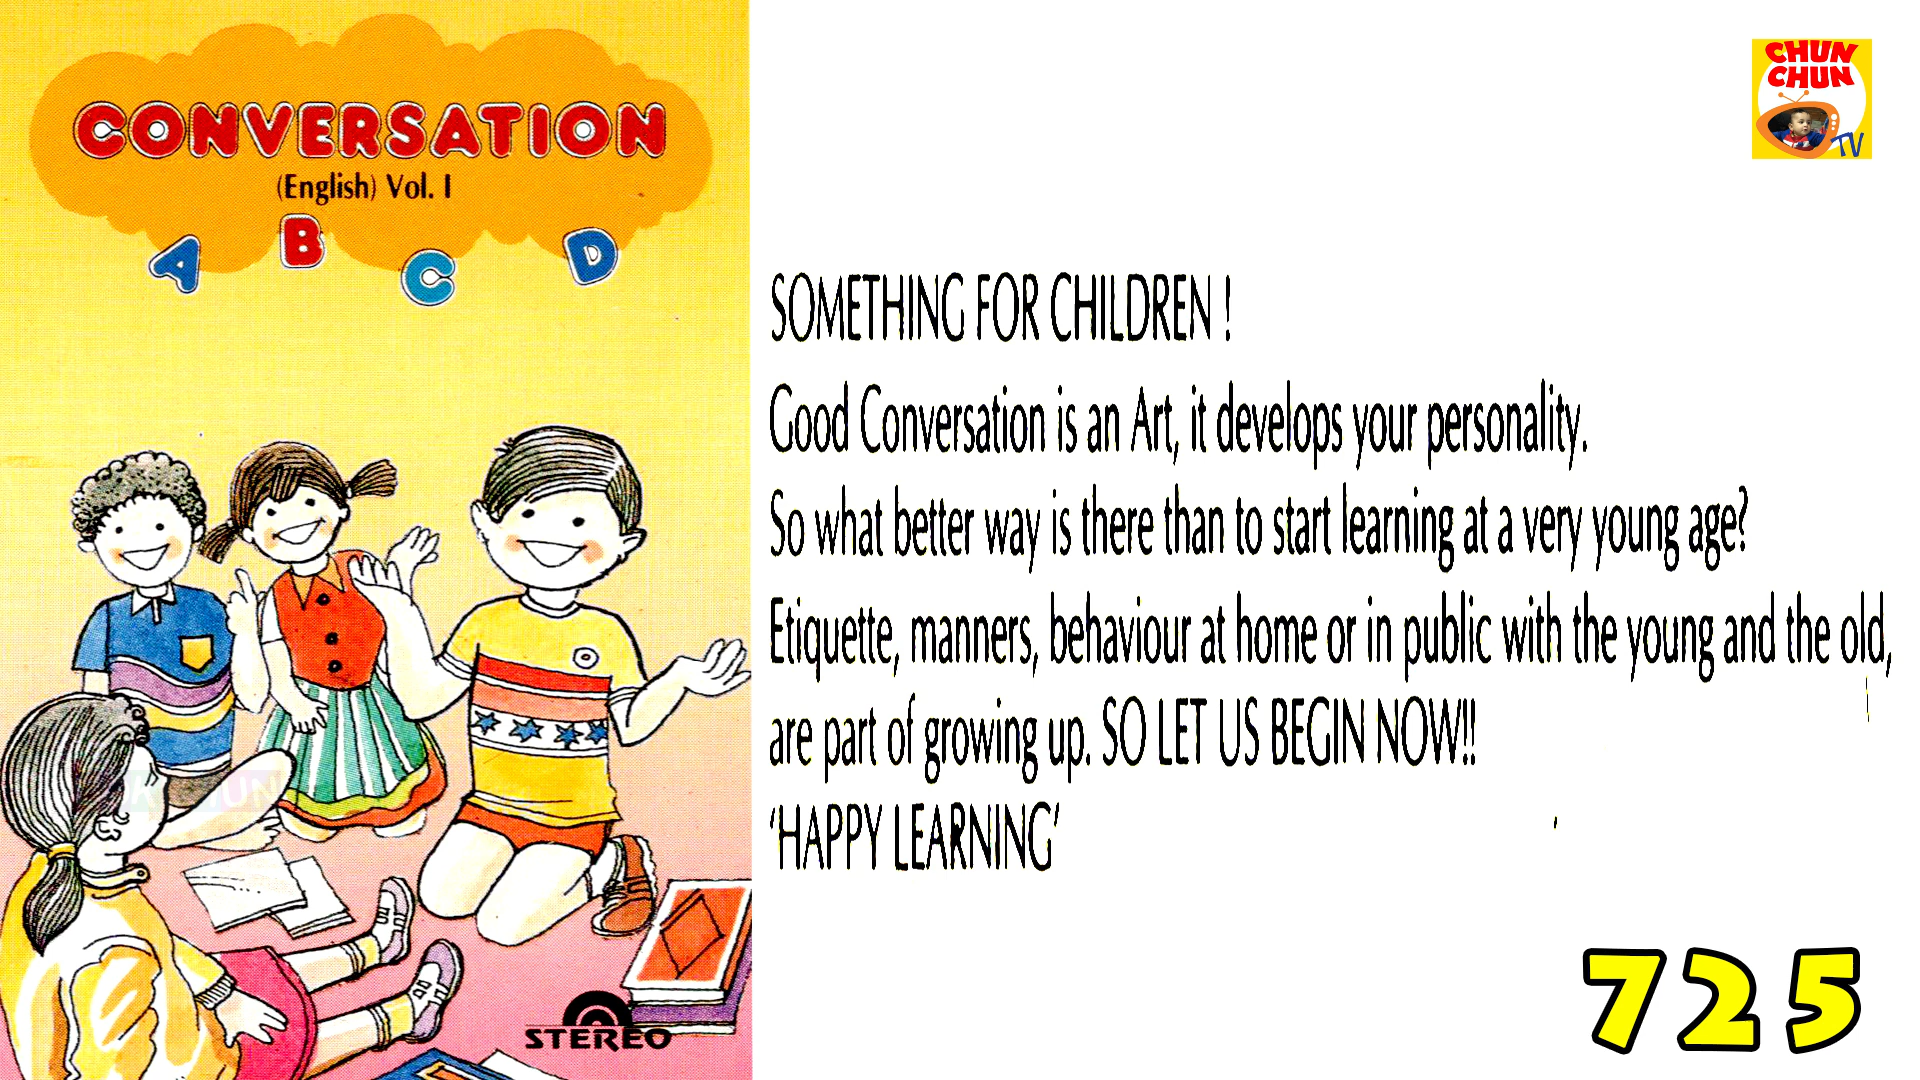 CONVERSATION
(English) Vol. I
A B C D
STEREO
SOMETHING FOR CHILDREN !
Good Conversation is an Art, it develops your personality.
So what better way is there than to start learning at a very young age?
Etiquette, manners, behaviour at home or in public with the young and the old,
are part of growing up. SO LET US BEGIN NOW!!
‘HAPPY LEARNING’
CHUN
CHUN
TV
725